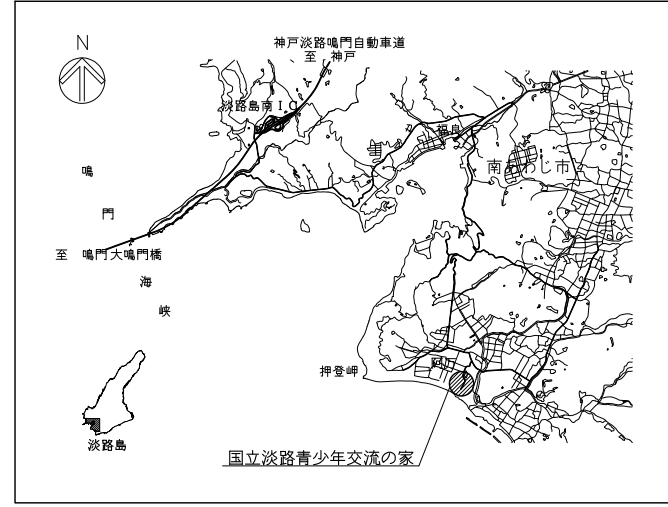 N
神戸淡路鳴門自動車道
至　神戸
淡路島南ＩＣ
福良
南あわじ市
鳴
門
海
峡
至　鳴門
大鳴門橋
押登岬
淡路島
国立淡路青少年交流の家